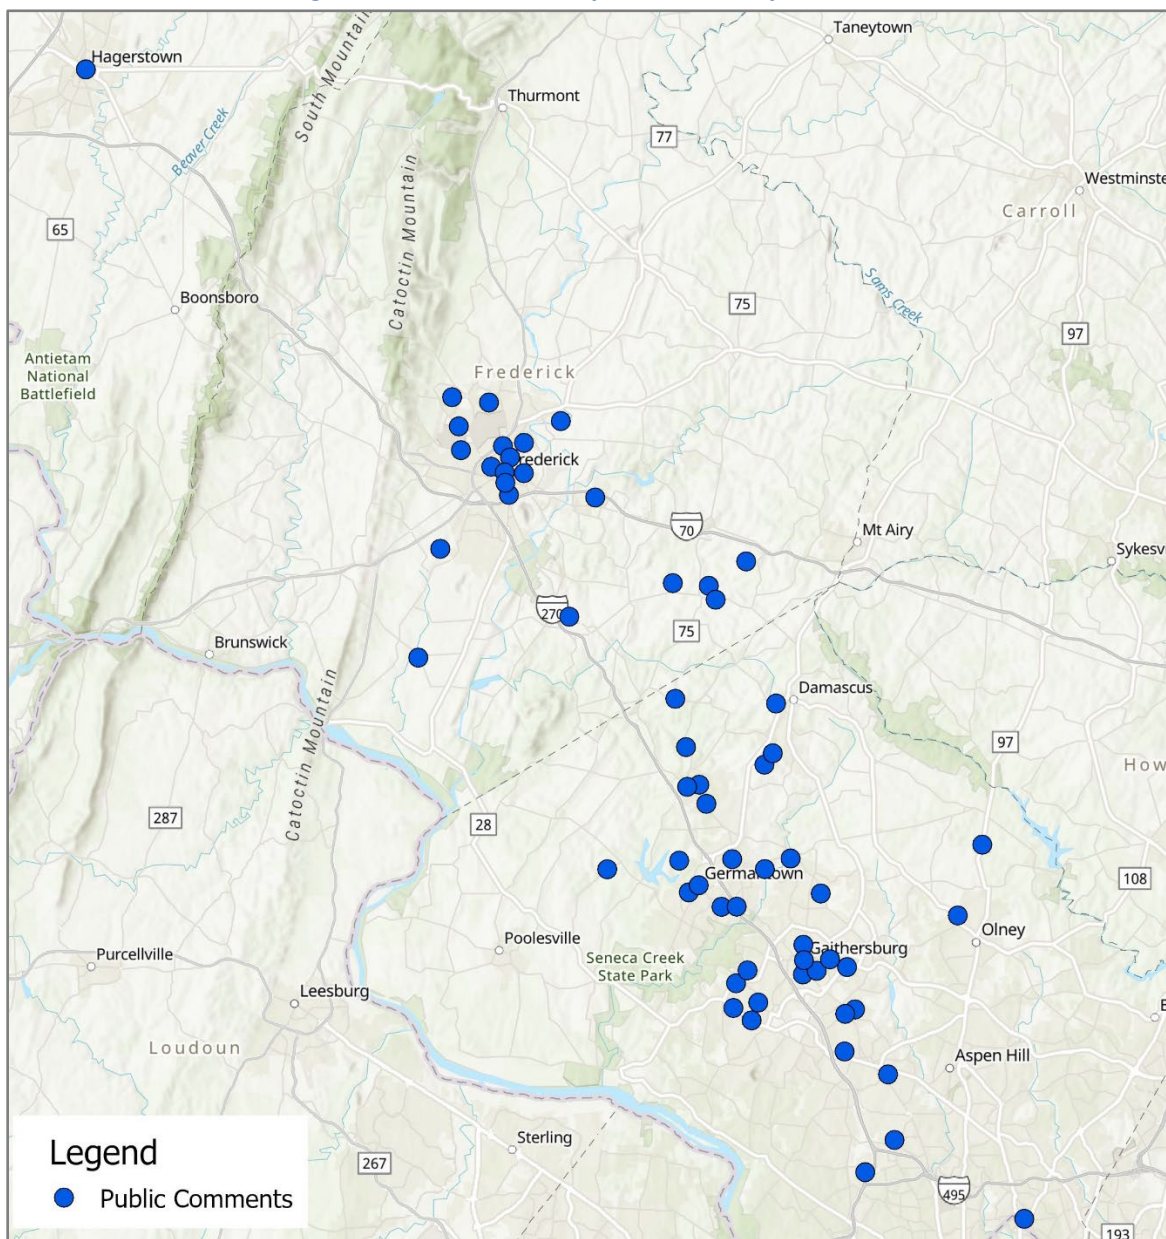 Hagerstown
Taneytown
South Mountain
Thurmont
Beaver Creek
77
Catoctin Mountain
Westminste
Carroll
65
Sams Creek
Boonsboro
75
97
Antietam
National
Battlefield
Frederick
Frederick
70
Mt Airy
Sykesv
270
75
Brunswick
Damascus
Catoctin Mountain
97
How
287
28
Germantown
108
Poolesville
Seneca Creek
State Park
Gaithersburg
Olney
Purcellville
Leesburg
Loudoun
Aspen Hill
Sterling
267
495
193
Legend
Public Comments